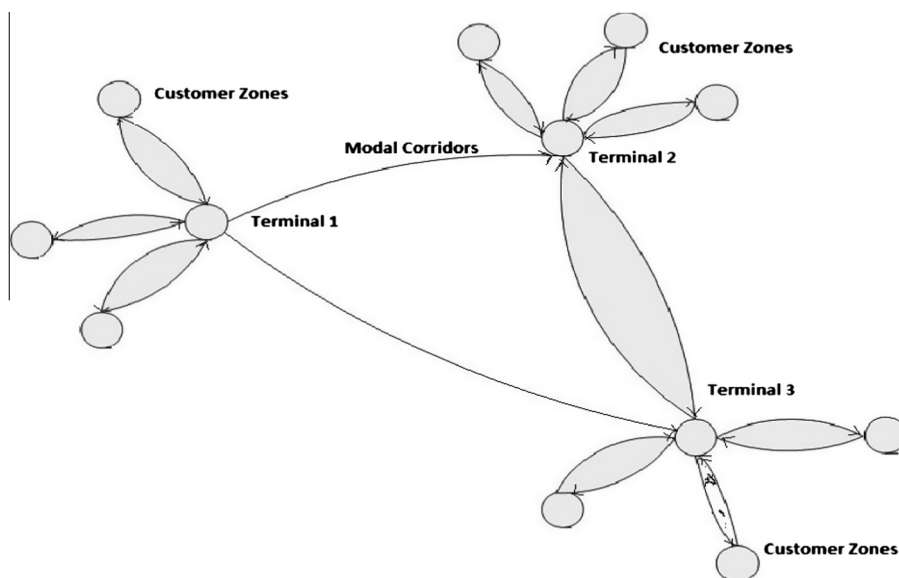 Customer Zones
Customer Zones
Modal Corridors
Terminal 2
Terminal 1
Terminal 3
Customer Zones